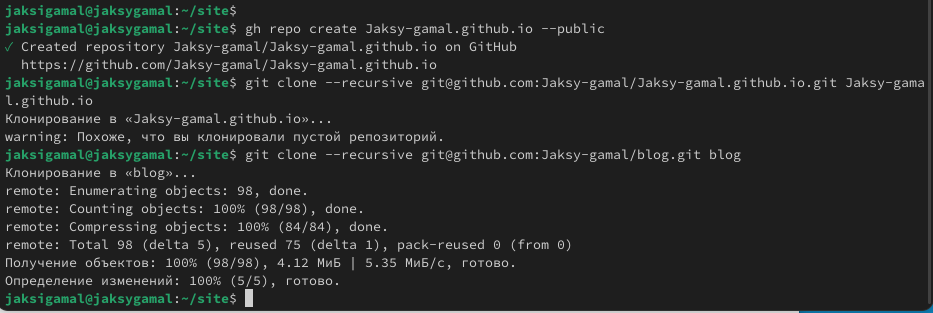 jaksigamal@jaksygamal:~/site$
jaksigamal@jaksygamal:~/site$ gh repo create Jaksy-gamal.github.io --public
✓ Created repository Jaksy-gamal/Jaksy-gamal.github.io on GitHub
  https://github.com/Jaksy-gamal/Jaksy-gamal.github.io
jaksigamal@jaksygamal:~/site$ git clone --recursive git@github.com:Jaksy-gamal/Jaksy-gamal.github.io.git Jaksy-gama
l.github.io
Клонирование в «Jaksy-gamal.github.io»...
warning: Похоже, что вы клонировали пустой репозиторий.
jaksigamal@jaksygamal:~/site$ git clone --recursive git@github.com:Jaksy-gamal/blog.git blog
Клонирование в «blog»...
remote: Enumerating objects: 98, done.
remote: Counting objects: 100% (98/98), done.
remote: Compressing objects: 100% (84/84), done.
remote: Total 98 (delta 5), reused 75 (delta 1), pack-reused 0 (from 0)
Получение объектов: 100% (98/98), 4.12 МиБ | 5.35 МиБ/с, готово.
Определение изменений: 100% (5/5), готово.
jaksigamal@jaksygamal:~/site$